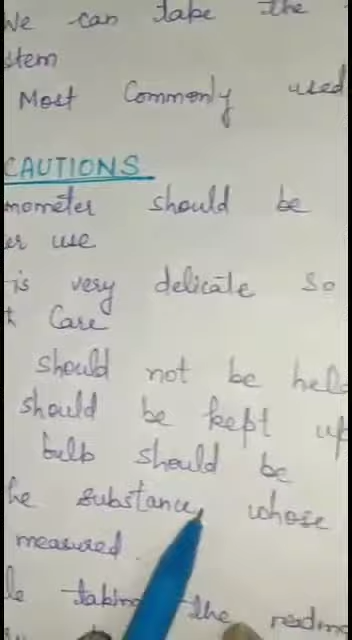 We can take the
stem
Most Commonly used
CAUTIONS
mometer should be
er use
is very delicate so
t Care
should not be held
should be kept up
bulb should be
he substance whose
measured.
le taking the reading